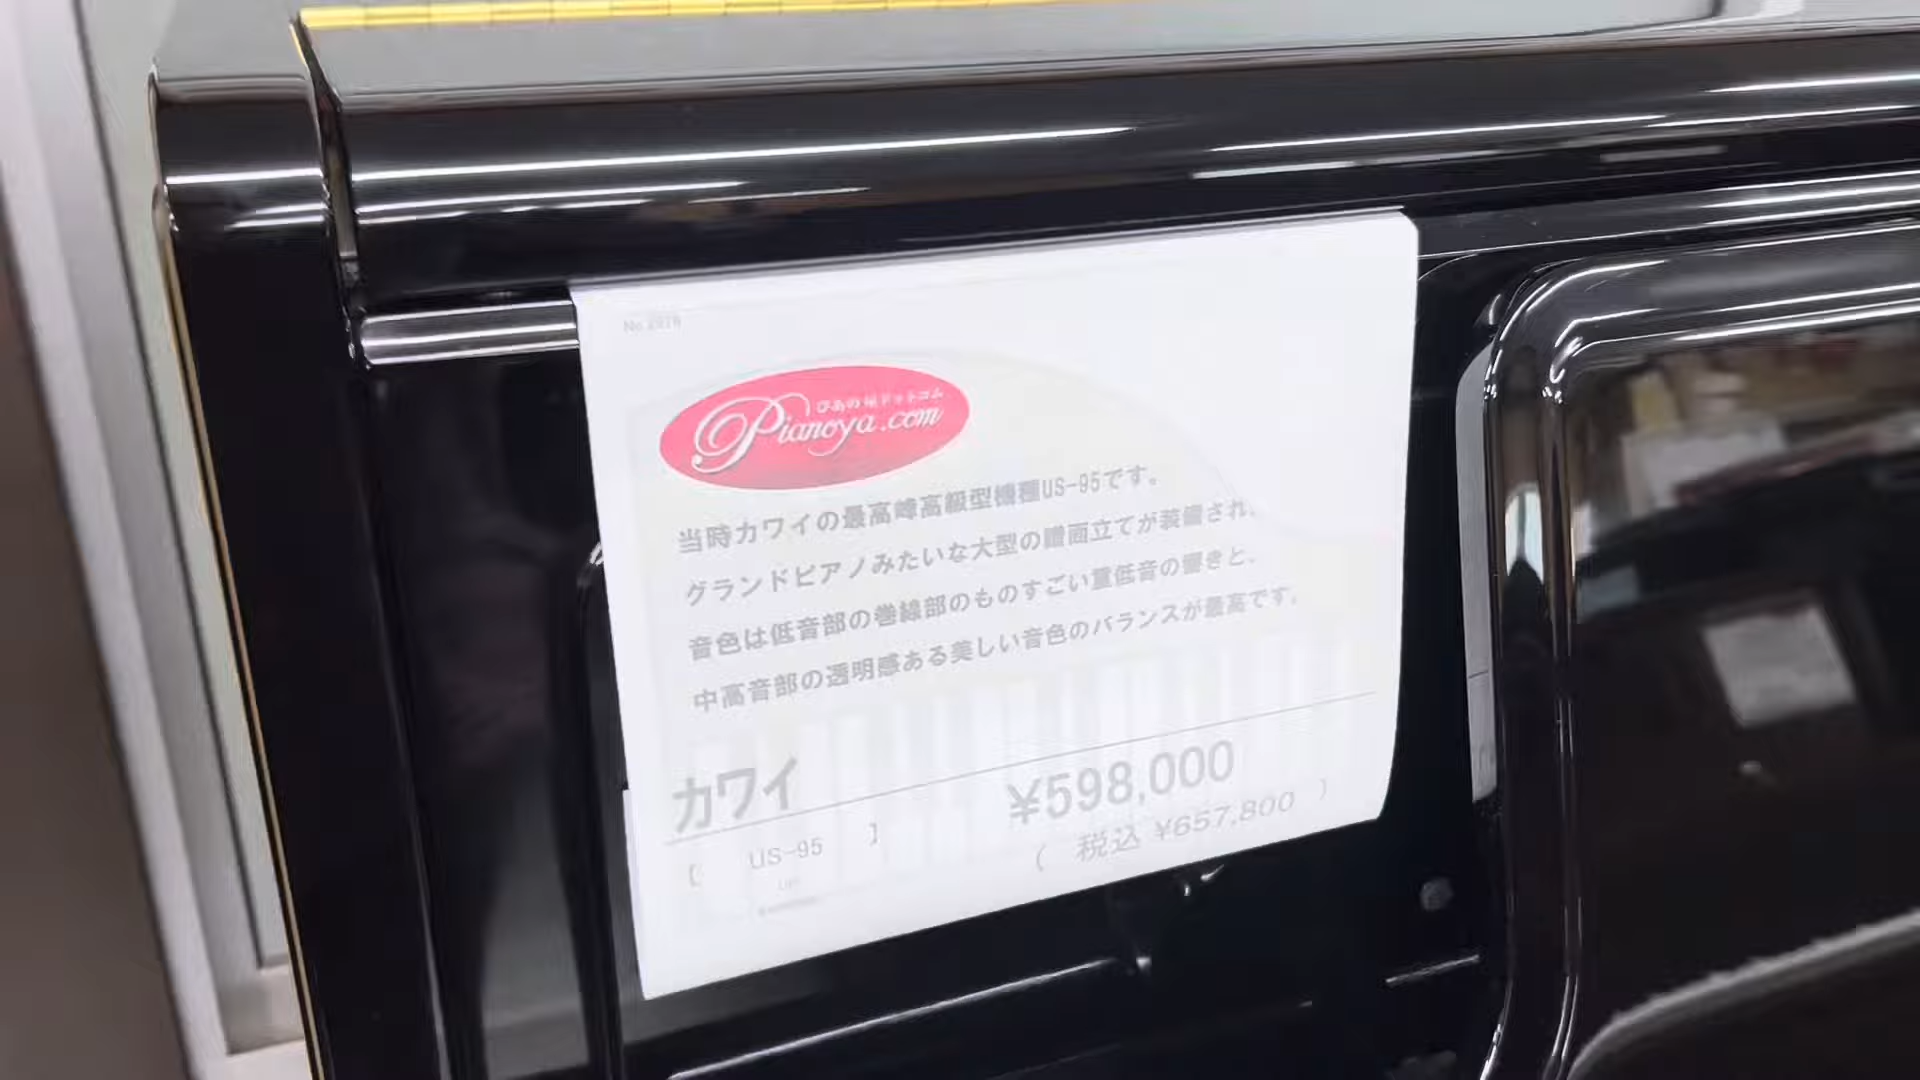 ぴあの屋ドットコム
Pianoya.com
当時カワイの最高峰高級型機種US-95です。
グランドピアノみたいな大型の譜面立てが装備され、
音色は低音部の巻線部のものすごい重低音の響きと、
中高音部の透明感ある美しい音色のバランスが最高です。
カワイ
¥598,000
【 US-95 】
( 税込 ¥657,800 )